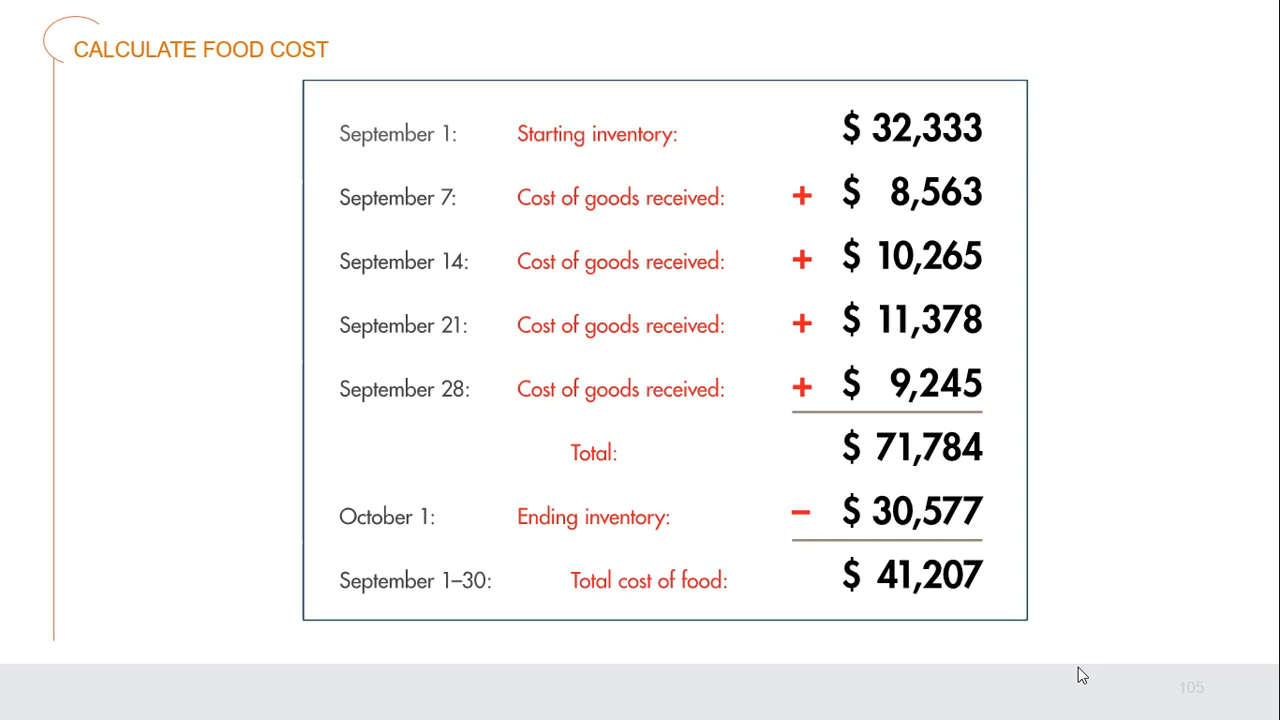 CALCULATE FOOD COST
September 1: Starting inventory: $ 32,333
September 7: Cost of goods received: + $ 8,563
September 14: Cost of goods received: + $ 10,265
September 21: Cost of goods received: + $ 11,378
September 28: Cost of goods received: + $ 9,245
Total: $ 71,784
October 1: Ending inventory: – $ 30,577
September 1–30: Total cost of food: $ 41,207
105